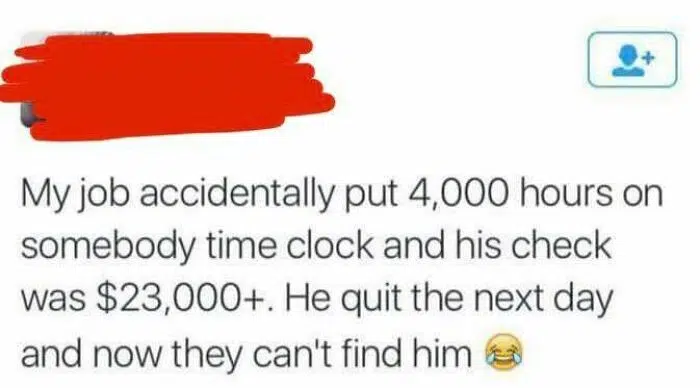 My job accidentally put 4,000 hours on
somebody time clock and his check
was $23,000+. He quit the next day
and now they can't find him 😂